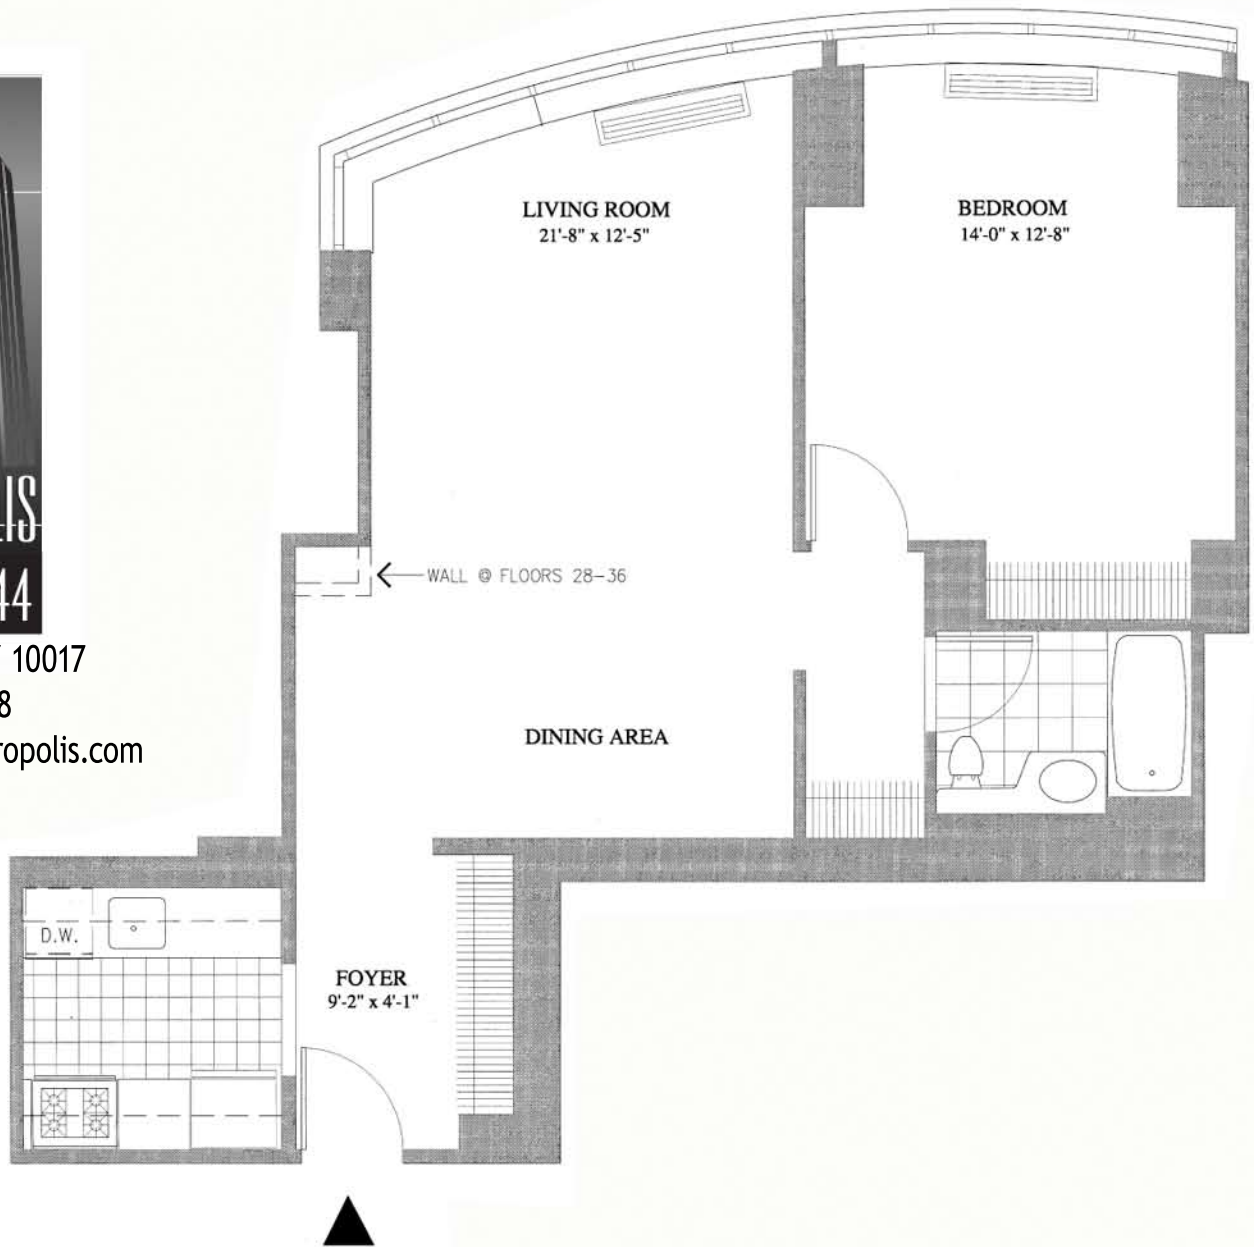 LIVING ROOM
21'-8" x 12'-5"
BEDROOM
14'-0" x 12'-8"
LIS
44
10017
8
ropolis.com
WALL @ FLOORS 28-36
DINING AREA
D.W.
FOYER
9'-2" x 4'-1"